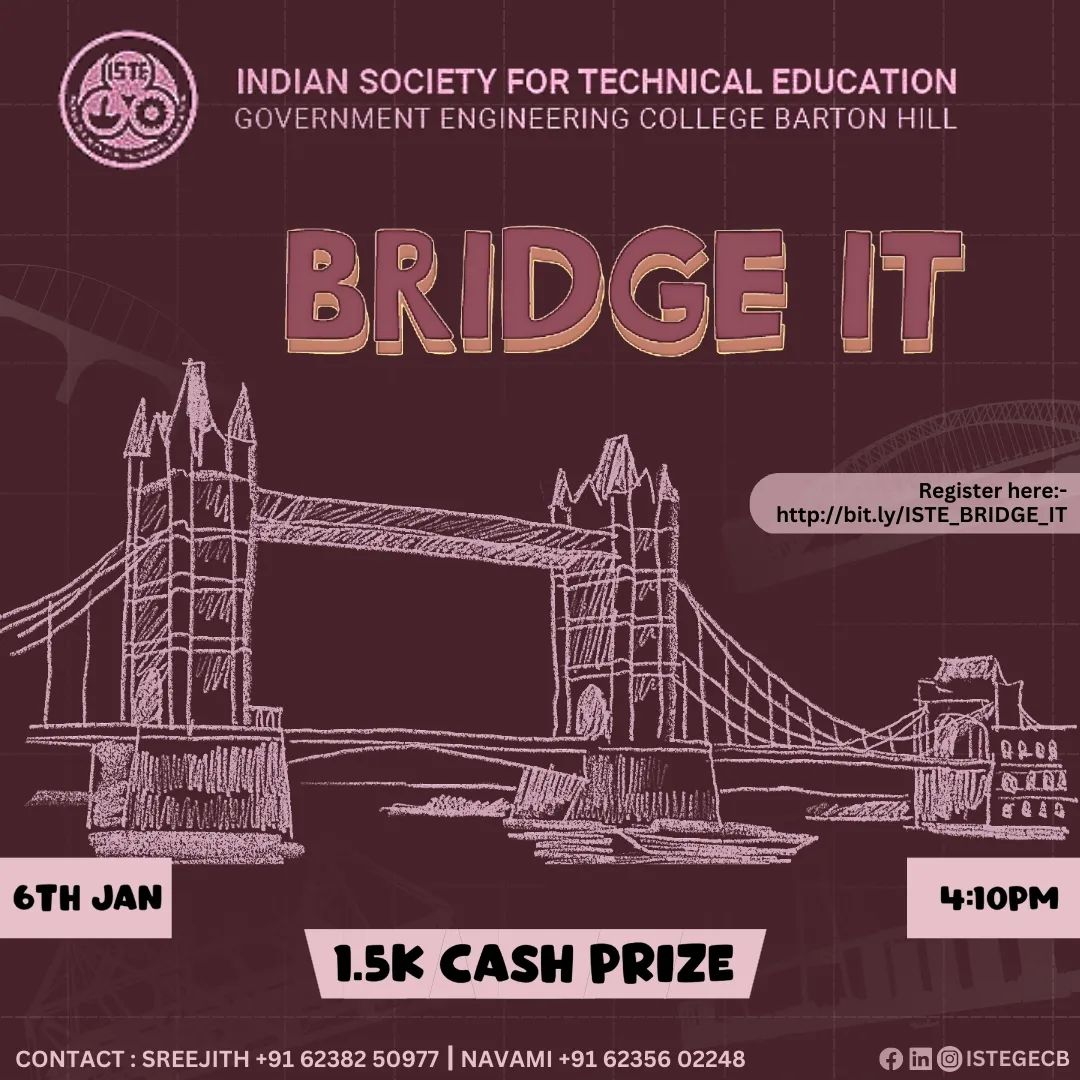 ISTE
INDIAN SOCIETY FOR TECHNICAL EDUCATION
GOVERNMENT ENGINEERING COLLEGE BARTON HILL
BRIDGE IT
Register here:-
http://bit.ly/ISTE_BRIDGE_IT
6TH JAN
4:10PM
1.5K CASH PRIZE
CONTACT : SREEJITH +91 62382 50977 | NAVAMI +91 62356 02248
ISTEGECB